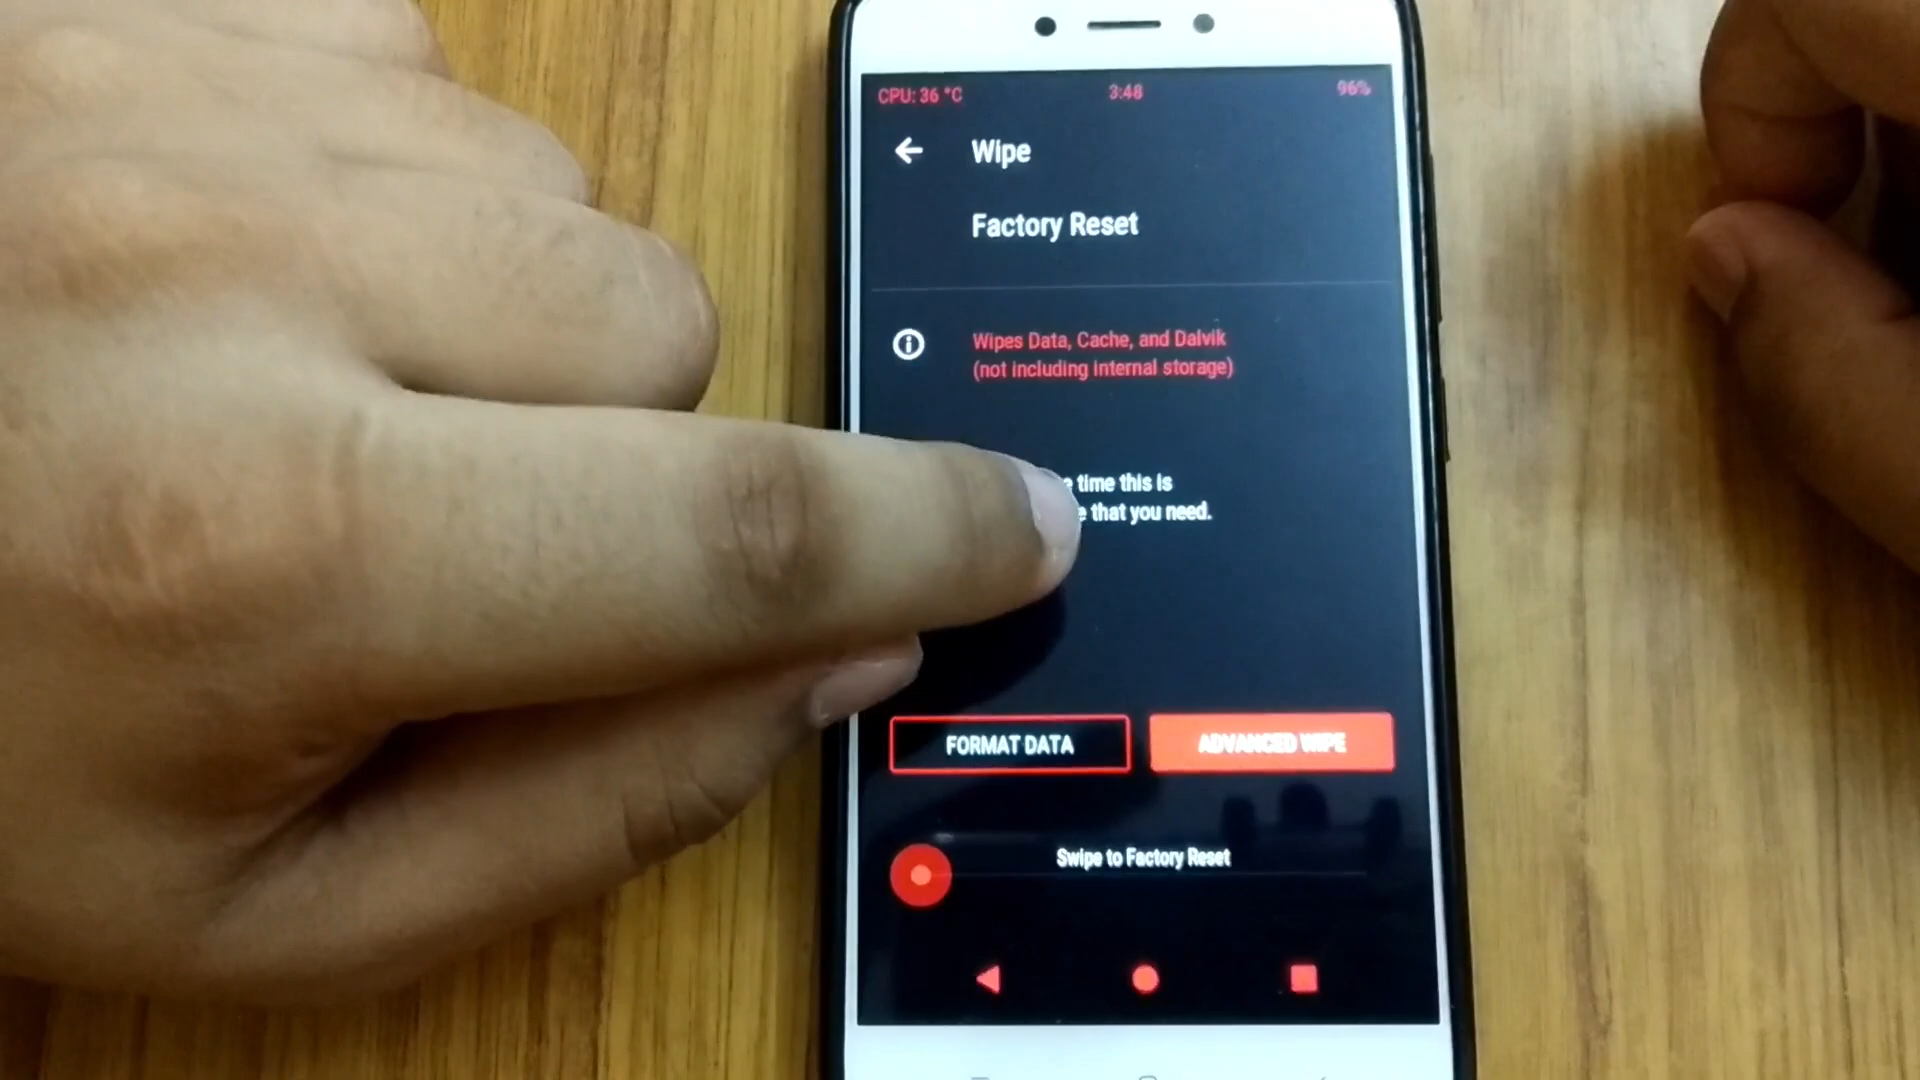 CPU: 36 °C 3:48 96%
Wipe
Factory Reset
Wipes Data, Cache, and Dalvik
(not including internal storage)
time this is
that you need.
FORMAT DATA ADVANCED WIPE
Swipe to Factory Reset